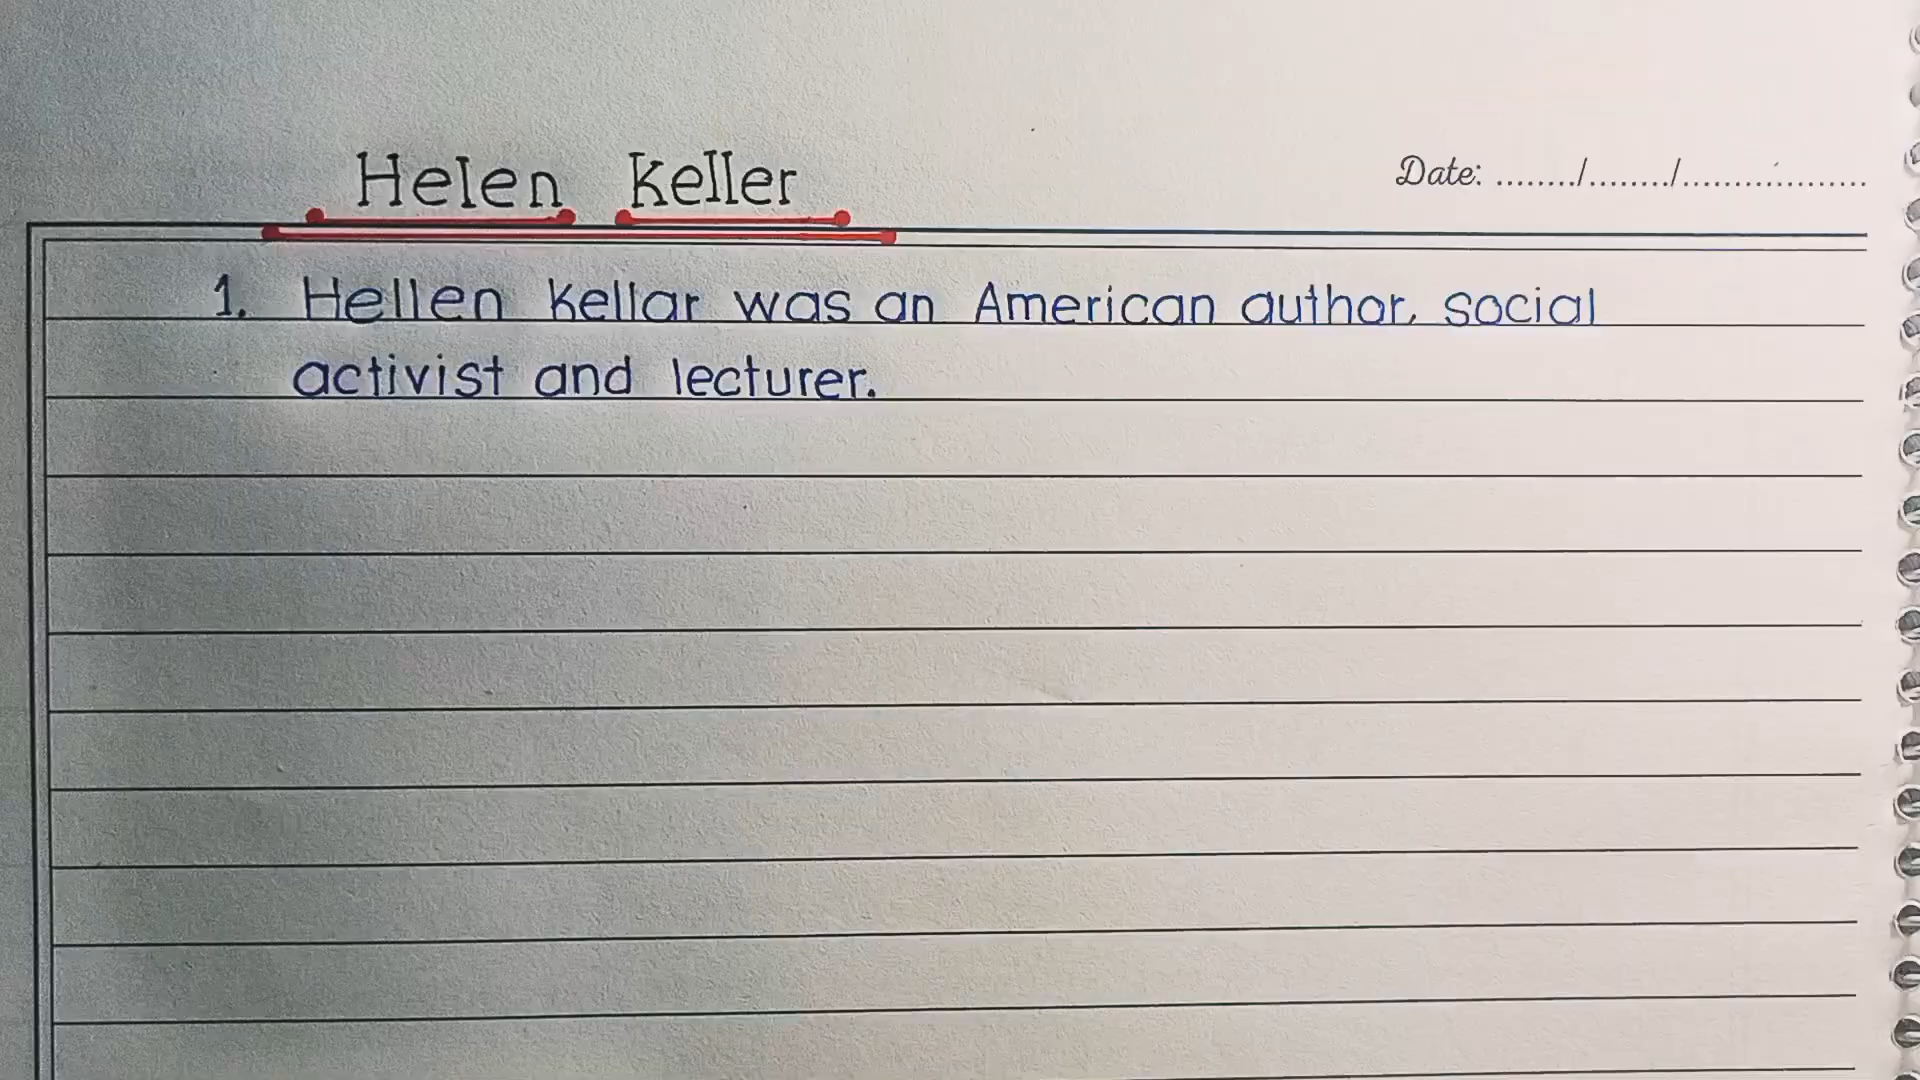 Helen Keller
Date: ......../......../...................
1. Hellen Kellar was an American author, social
activist and lecturer.